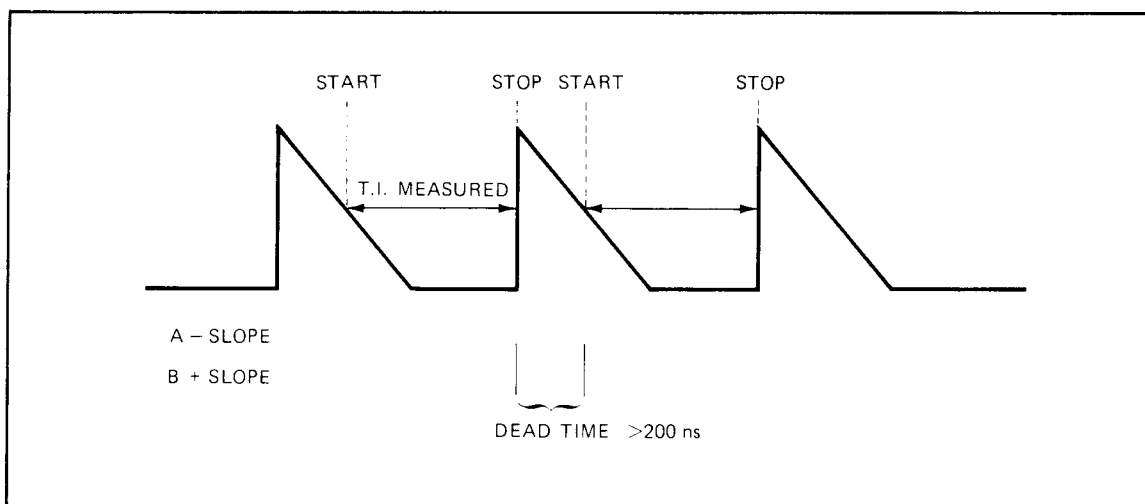 START STOP START STOP
T.I. MEASURED
A – SLOPE
B + SLOPE
DEAD TIME >200 ns